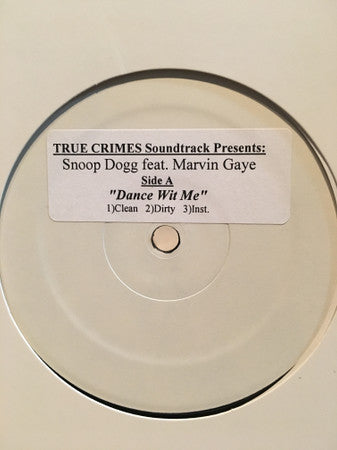 TRUE CRIMES Soundtrack Presents:
Snoop Dogg feat. Marvin Gaye
Side A
"Dance Wit Me"
1)Clean 2)Dirty 3)Inst.